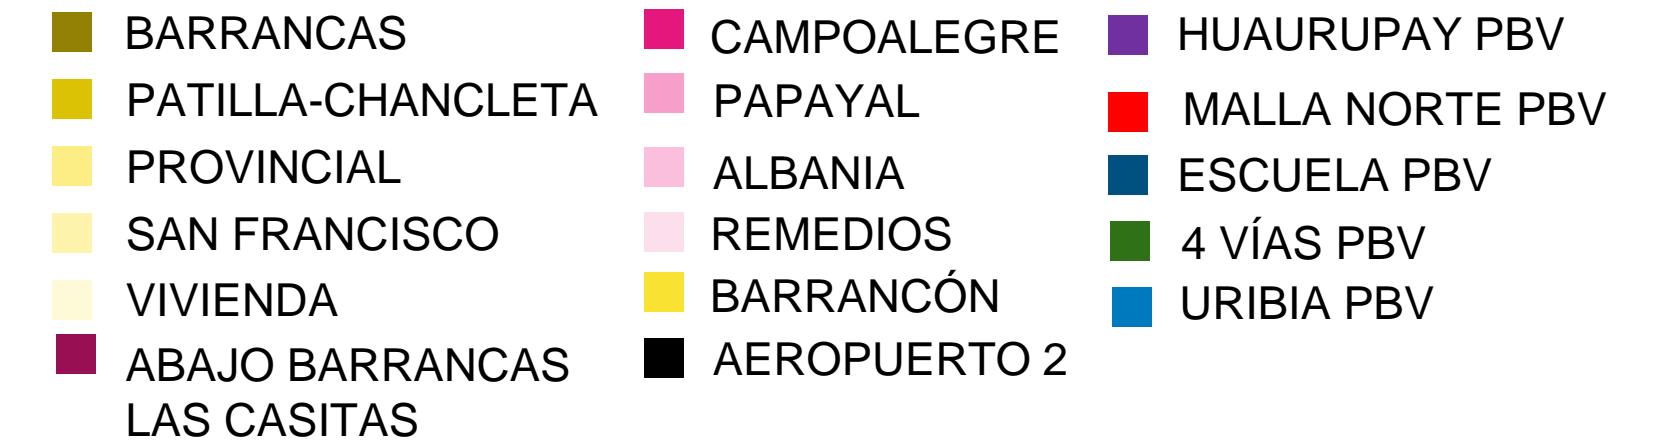 BARRANCAS
PATILLA-CHANCLETA
PROVINCIAL
SAN FRANCISCO
VIVIENDA
ABAJO BARRANCAS
LAS CASITAS
CAMPOALEGRE
PAPAYAL
ALBANIA
REMEDIOS
BARRANCÓN
AEROPUERTO 2
HUAURUPAY PBV
MALLA NORTE PBV
ESCUELA PBV
4 VÍAS PBV
URIBIA PBV